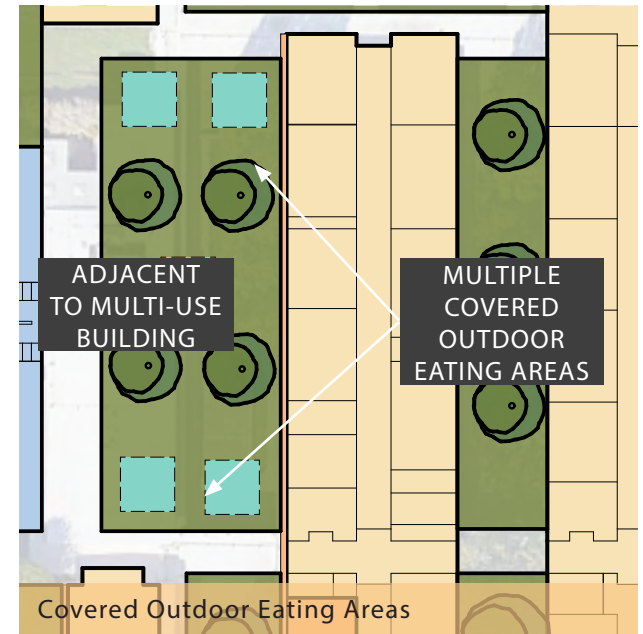 ADJACENT
TO MULTI-USE
BUILDING
MULTIPLE
COVERED
OUTDOOR
EATING AREAS
Covered Outdoor Eating Areas